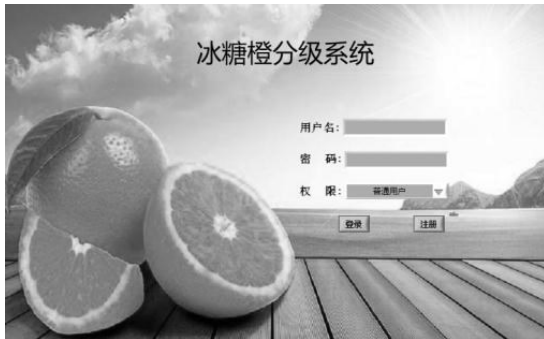 冰糖橙分级系统
用户名:
密 码:
权 限: 普通用户
登录 注册